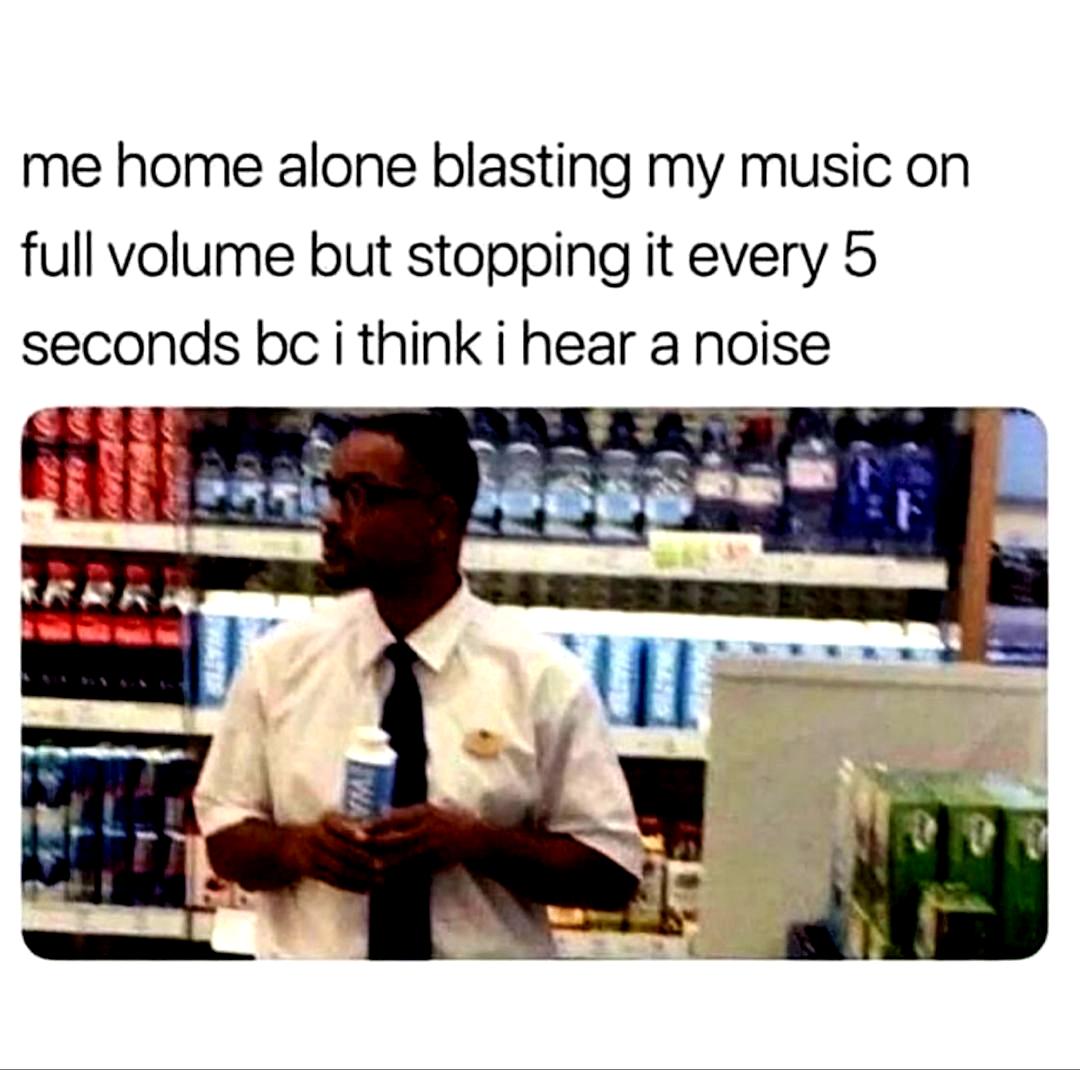 me home alone blasting my music on
full volume but stopping it every 5
seconds bc i think i hear a noise